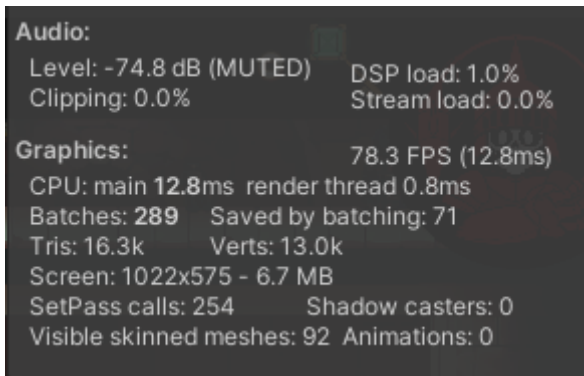 Audio:
Level: -74.8 dB (MUTED) DSP load: 1.0%
Clipping: 0.0% Stream load: 0.0%
Graphics: 78.3 FPS (12.8ms)
CPU: main 12.8ms render thread 0.8ms
Batches: 289 Saved by batching: 71
Tris: 16.3k Verts: 13.0k
Screen: 1022x575 - 6.7 MB
SetPass calls: 254 Shadow casters: 0
Visible skinned meshes: 92 Animations: 0